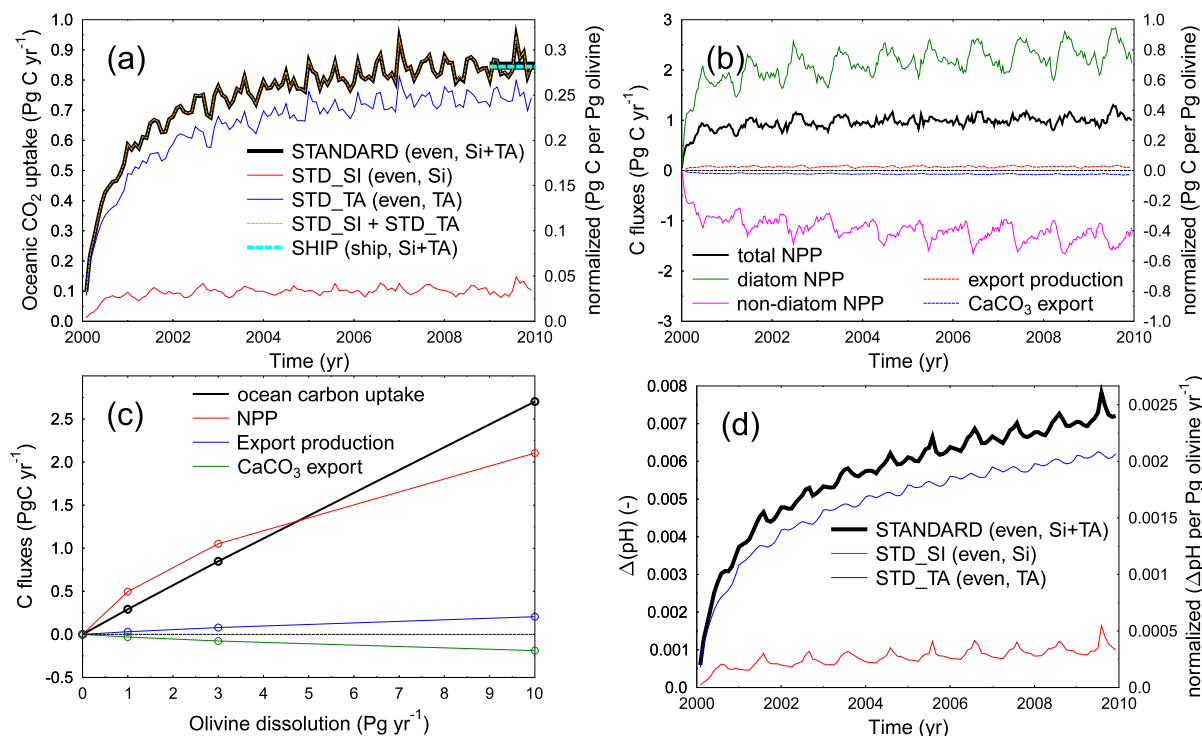 (a)
Oceanic CO2 uptake (Pg C yr-1)
1.0
0.9
0.8
0.7
0.6
0.5
0.4
0.3
0.2
0.1
0.0
STANDARD (even, Si+TA)
STD_SI (even, Si)
STD_TA (even, TA)
STD_SI + STD_TA
SHIP (ship, Si+TA)
0.3
0.2
0.1
0.0
normalized (Pg C per Pg olivine)
2000 2002 2004 2006 2008 2010
Time (yr)
(b)
C fluxes (Pg C yr-1)
3
2
1
0
-1
-2
-3
total NPP
diatom NPP
non-diatom NPP
export production
CaCO3 export
1.0
0.8
0.6
0.4
0.2
0.0
-0.2
-0.4
-0.6
-0.8
-1.0
normalized (Pg C per Pg olivine)
2000 2002 2004 2006 2008 2010
Time (yr)
(c)
C fluxes (PgC yr-1)
2.5
2.0
1.5
1.0
0.5
0.0
-0.5
ocean carbon uptake
NPP
Export production
CaCO3 export
0 1 2 3 4 5 6 7 8 9 10
Olivine dissolution (Pg yr-1)
(d)
Δ(pH) (-)
0.008
0.007
0.006
0.005
0.004
0.003
0.002
0.001
0.0
STANDARD (even, Si+TA)
STD_SI (even, Si)
STD_TA (even, TA)
0.0025
0.002
0.0015
0.001
0.0005
0.0
normalized (ΔpH per Pg olivine yr-1)
2000 2002 2004 2006 2008 2010
Time (yr)